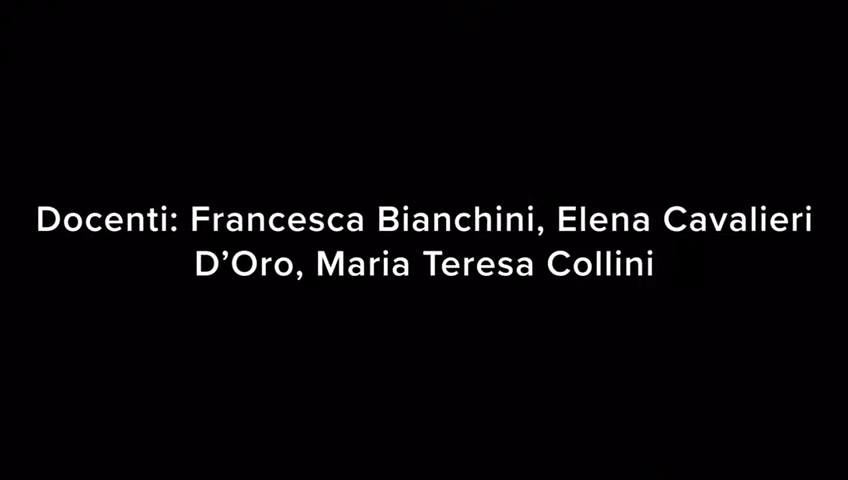 Docenti: Francesca Bianchini, Elena Cavalieri
D’Oro, Maria Teresa Collini